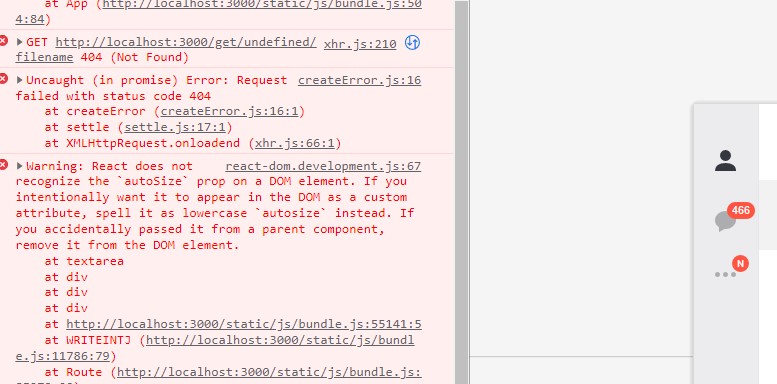 at App (http://localhost:3000/static/js/bundle.js:50
4:84)
GET http://localhost:3000/get/undefined/ xhr.js:210
filename 404 (Not Found)
Uncaught (in promise) Error: Request createError.js:16
failed with status code 404
at createError (createError.js:16:1)
at settle (settle.js:17:1)
at XMLHttpRequest.onloadend (xhr.js:66:1)
Warning: React does not react-dom.development.js:67
recognize the `autoSize` prop on a DOM element. If you
intentionally want it to appear in the DOM as a custom
attribute, spell it as lowercase `autosize` instead. If
you accidentally passed it from a parent component,
remove it from the DOM element.
at textarea
at div
at div
at div
at http://localhost:3000/static/js/bundle.js:55141:5
at WRITEINTJ (http://localhost:3000/static/js/bundl
e.js:11786:79)
at Route (http://localhost:3000/static/js/bundle.js:
466
N